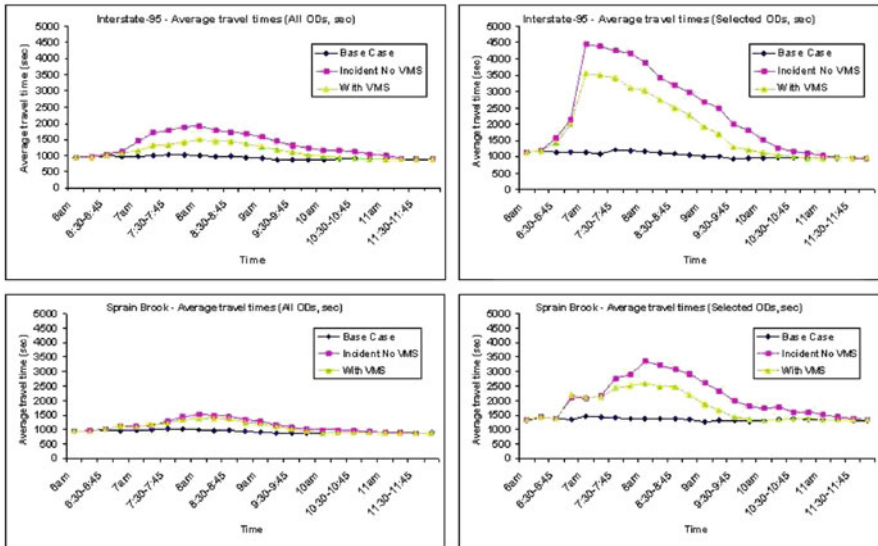 Interstate-95 - Average travel times (All ODs, sec)
Average travel time (sec)
5000
4500
4000
3500
3000
2500
2000
1500
1000
500
0
Base Case
Incident No VMS
With VMS
6am
6:30-6:45
7am
7:30-7:45
8am
8:30-8:45
9am
9:30-9:45
10am
10:30-10:45
11am
11:30-11:45
Time
Interstate-95 - Average travel times (Selected ODs, sec)
Average travel time (sec)
5000
4500
4000
3500
3000
2500
2000
1500
1000
500
0
Base Case
Incident No VMS
With VMS
6am
6:30-6:45
7am
7:30-7:45
8am
8:30-8:45
9am
9:30-9:45
10am
10:30-10:45
11am
11:30-11:45
Time
Sprain Brook - Average travel times (All ODs, sec)
Average travel time (sec)
5000
4500
4000
3500
3000
2500
2000
1500
1000
500
0
Base Case
Incident No VMS
With VMS
6am
6:30-6:45
7am
7:30-7:45
8am
8:30-8:45
9am
9:30-9:45
10am
10:30-10:45
11am
11:30-11:45
Time
Sprain Brook - Average travel times (Selected ODs, sec)
Average travel time (sec)
5000
4500
4000
3500
3000
2500
2000
1500
1000
500
0
Base Case
Incident No VMS
With VMS
6am
6:30-6:45
7am
7:30-7:45
8am
8:30-8:45
9am
9:30-9:45
10am
10:30-10:45
11am
11:30-11:45
Time